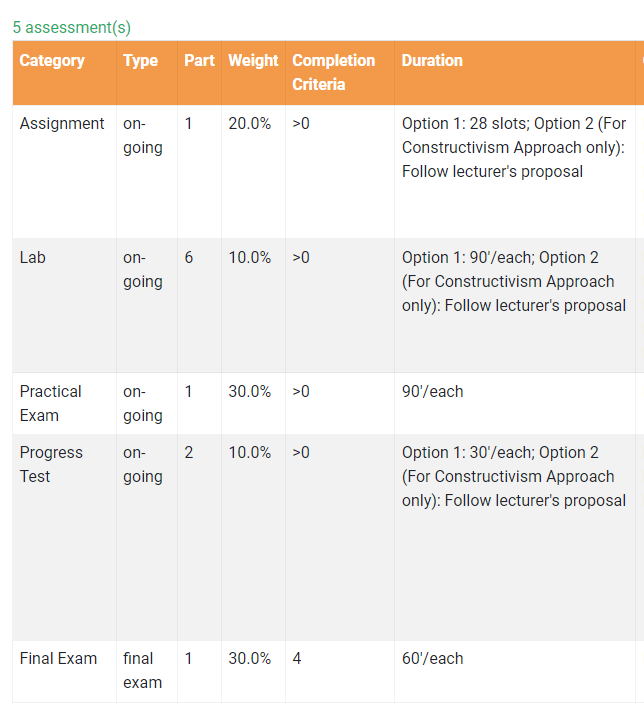 5 assessment(s)
Category Type Part Weight Completion Criteria Duration
Assignment on-going 1 20.0% >0 Option 1: 28 slots; Option 2 (For Constructivism Approach only): Follow lecturer's proposal
Lab on-going 6 10.0% >0 Option 1: 90'/each; Option 2 (For Constructivism Approach only): Follow lecturer's proposal
Practical Exam on-going 1 30.0% >0 90'/each
Progress Test on-going 2 10.0% >0 Option 1: 30'/each; Option 2 (For Constructivism Approach only): Follow lecturer's proposal
Final Exam final exam 1 30.0% 4 60'/each